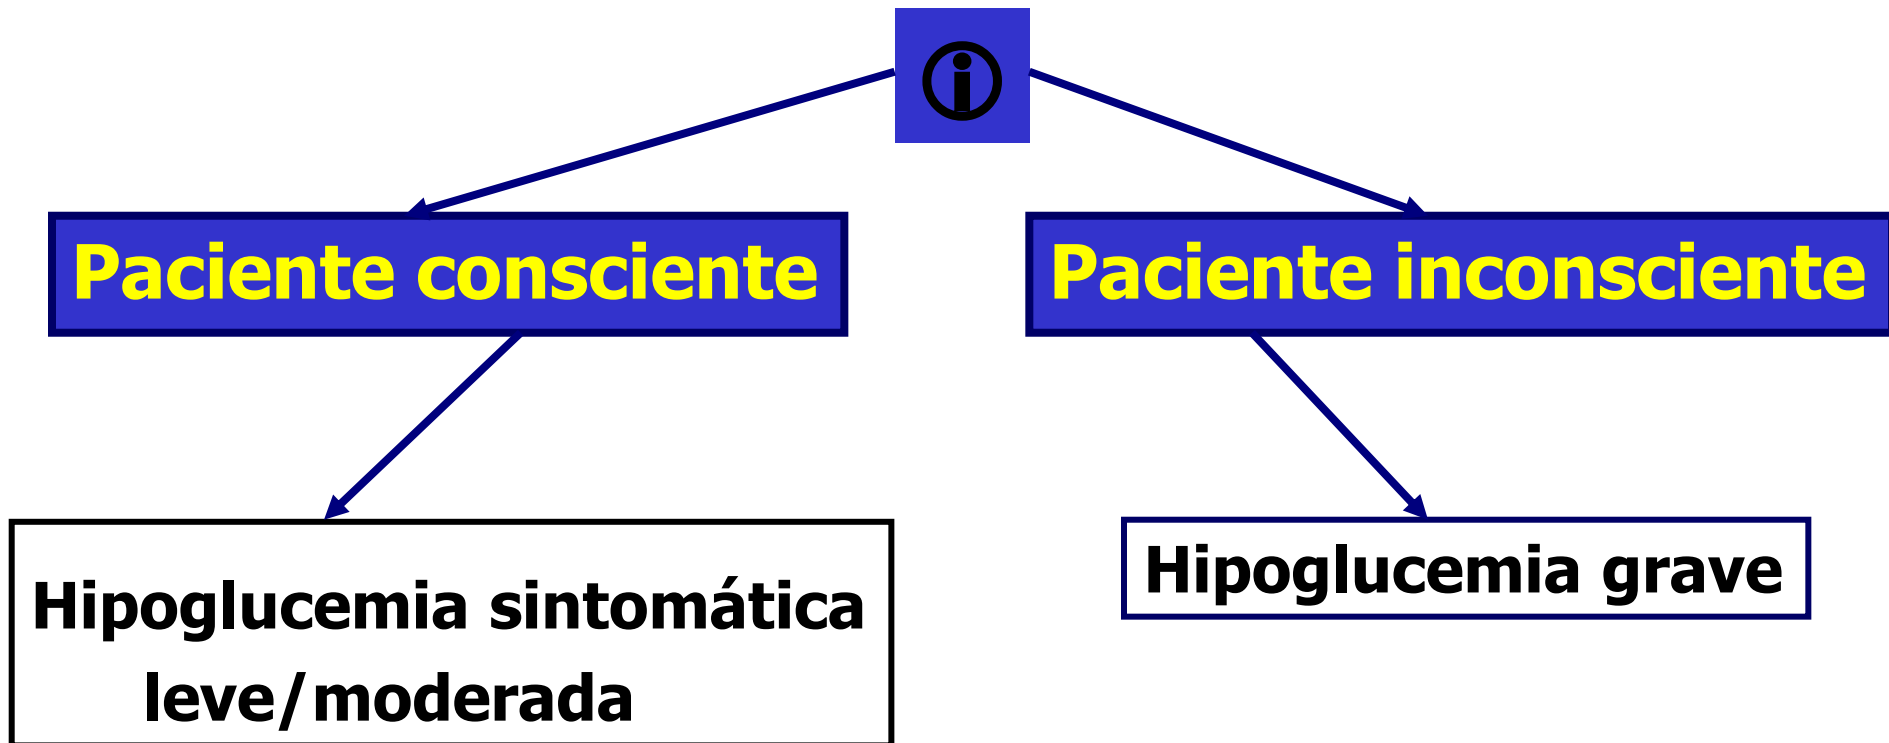 Paciente consciente
Paciente inconsciente
Hipoglucemia sintomática
leve/moderada
Hipoglucemia grave